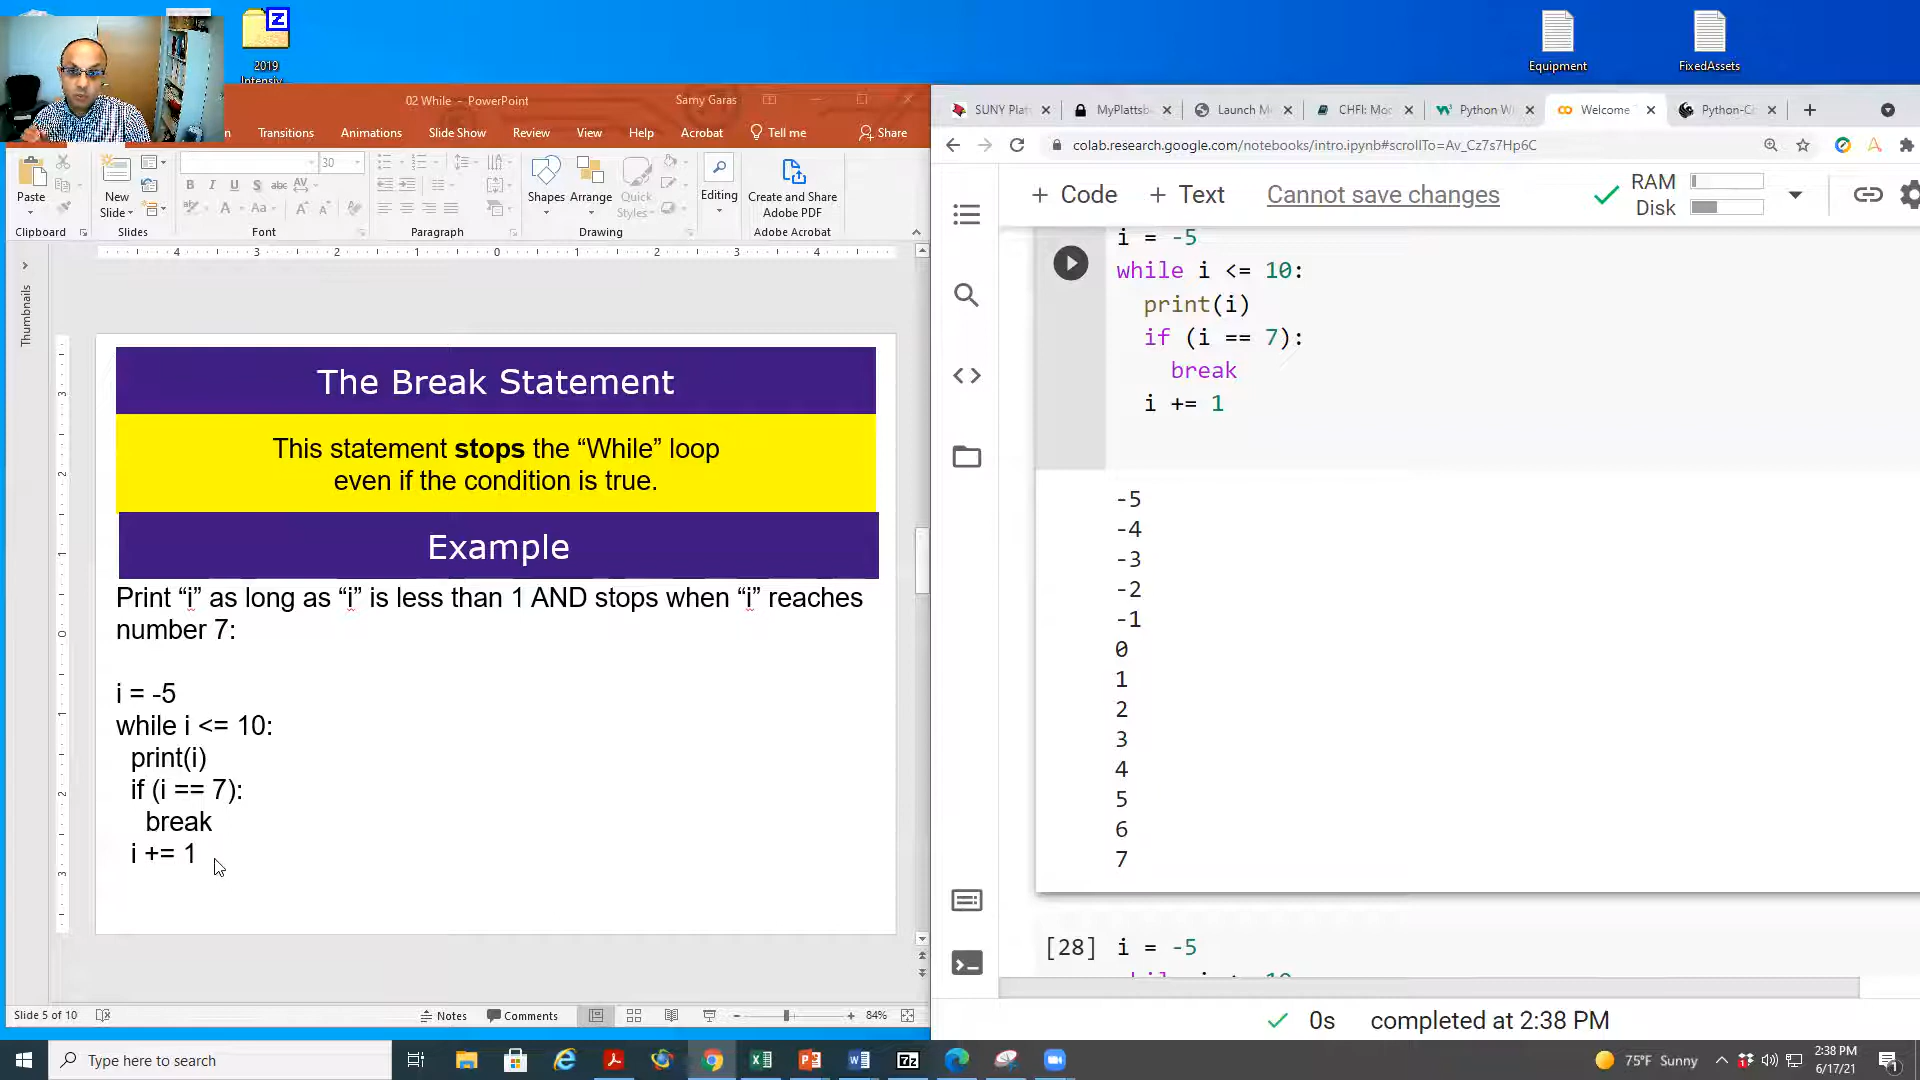 2019
Intensiv...
Equipment
FixedAssets
02 While - PowerPoint
Samy Garas
Transitions
Animations
Slide Show
Review
View
Help
Acrobat
Tell me
Share
Paste
New
Slide
30
Shapes
Arrange
Quick
Styles
Editing
Create and Share
Adobe PDF
Clipboard
Slides
Font
Paragraph
Drawing
Adobe Acrobat
Thumbnails
The Break Statement
This statement stops the “While” loop
even if the condition is true.
Example
Print “i” as long as “i” is less than 1 AND stops when “i” reaches
number 7:
i = -5
while i <= 10:
print(i)
if (i == 7):
break
i += 1
Slide 5 of 10
Notes
Comments
84%
SUNY Plat
MyPlattsb
Launch M
CHFI: Moc
Python W
Welcome
Python-C
colab.research.google.com/notebooks/intro.ipynb#scrollTo=Av_Cz7s7Hp6C
+ Code
+ Text
Cannot save changes
RAM
Disk
i = -5
while i <= 10:
print(i)
if (i == 7):
break
i += 1
-5
-4
-3
-2
-1
0
1
2
3
4
5
6
7
[28] i = -5
0s completed at 2:38 PM
Type here to search
75°F Sunny
2:38 PM
6/17/21